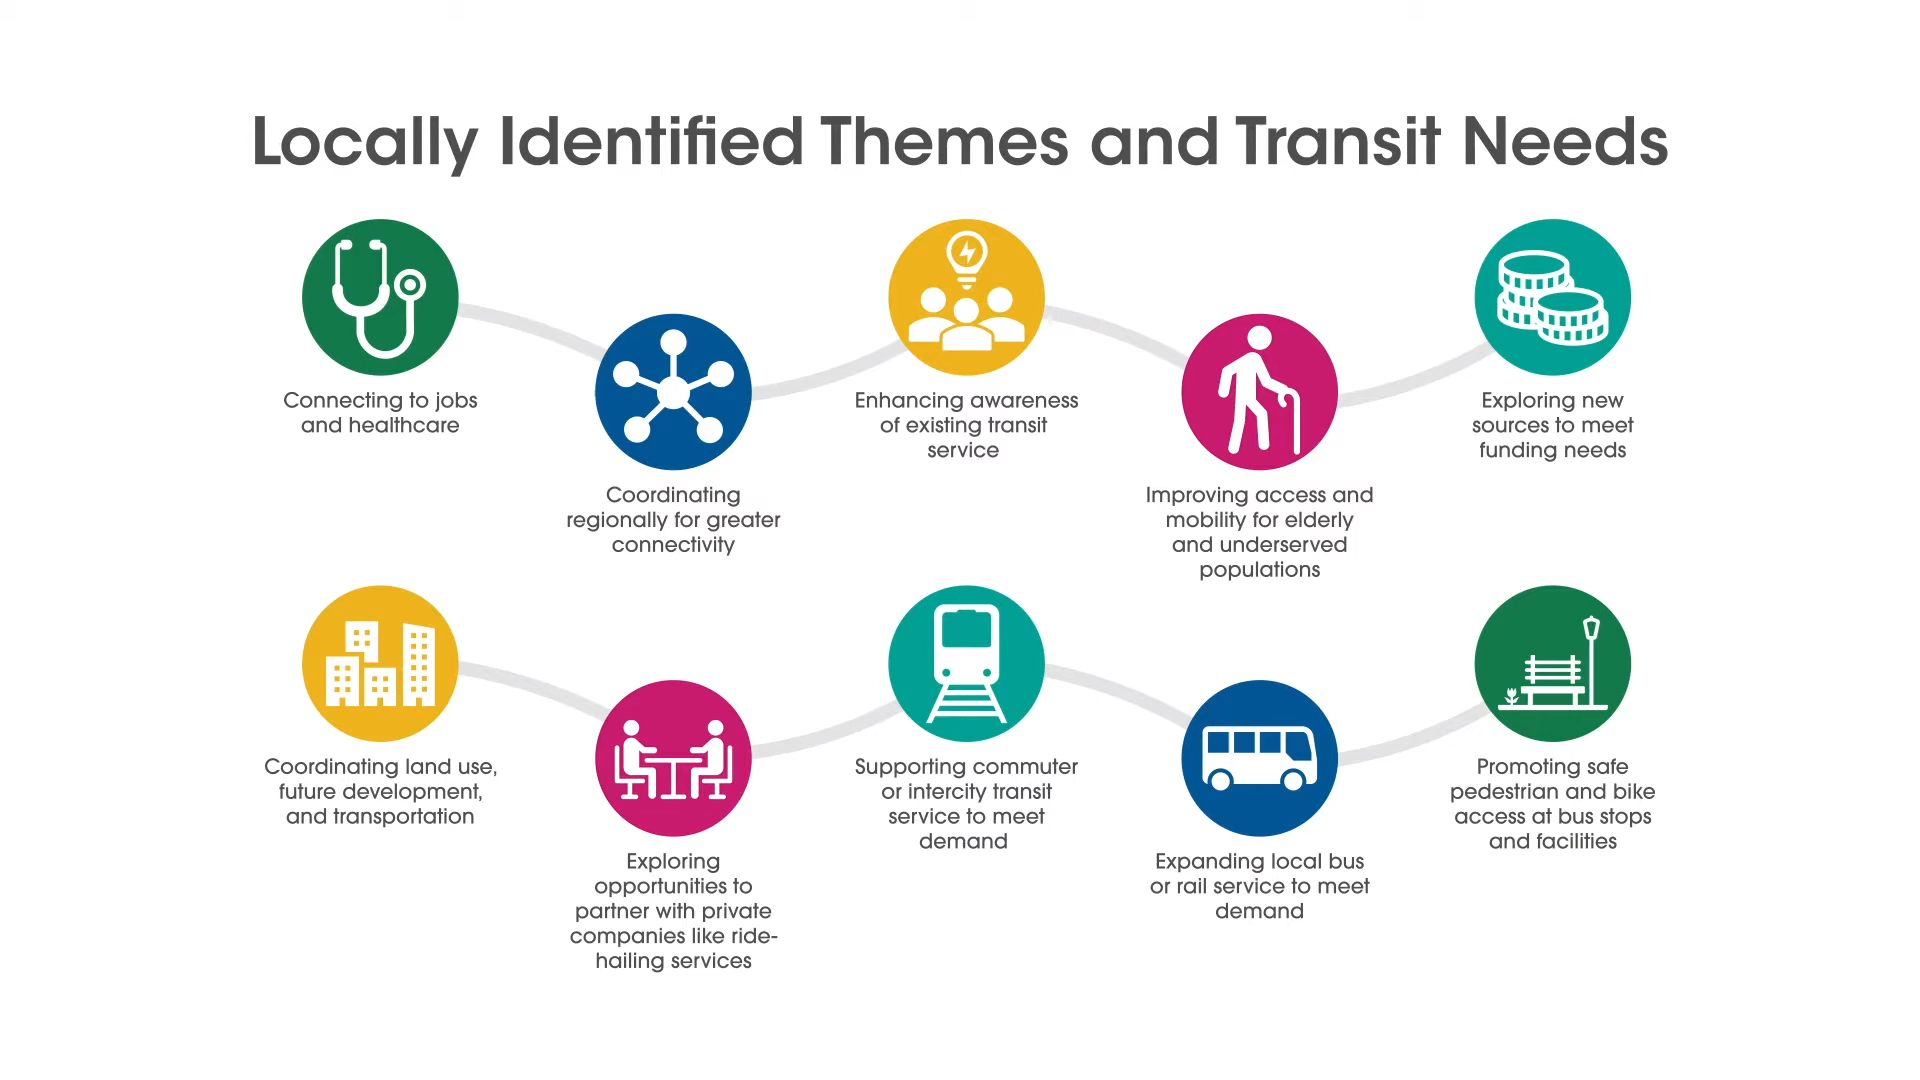 Locally Identified Themes and Transit Needs
Connecting to jobs
and healthcare
Coordinating
regionally for greater
connectivity
Enhancing awareness
of existing transit
service
Improving access and
mobility for elderly
and underserved
populations
Exploring new
sources to meet
funding needs
Coordinating land use,
future development,
and transportation
Exploring
opportunities to
partner with private
companies like ride-
hailing services
Supporting commuter
or intercity transit
service to meet
demand
Expanding local bus
or rail service to meet
demand
Promoting safe
pedestrian and bike
access at bus stops
and facilities